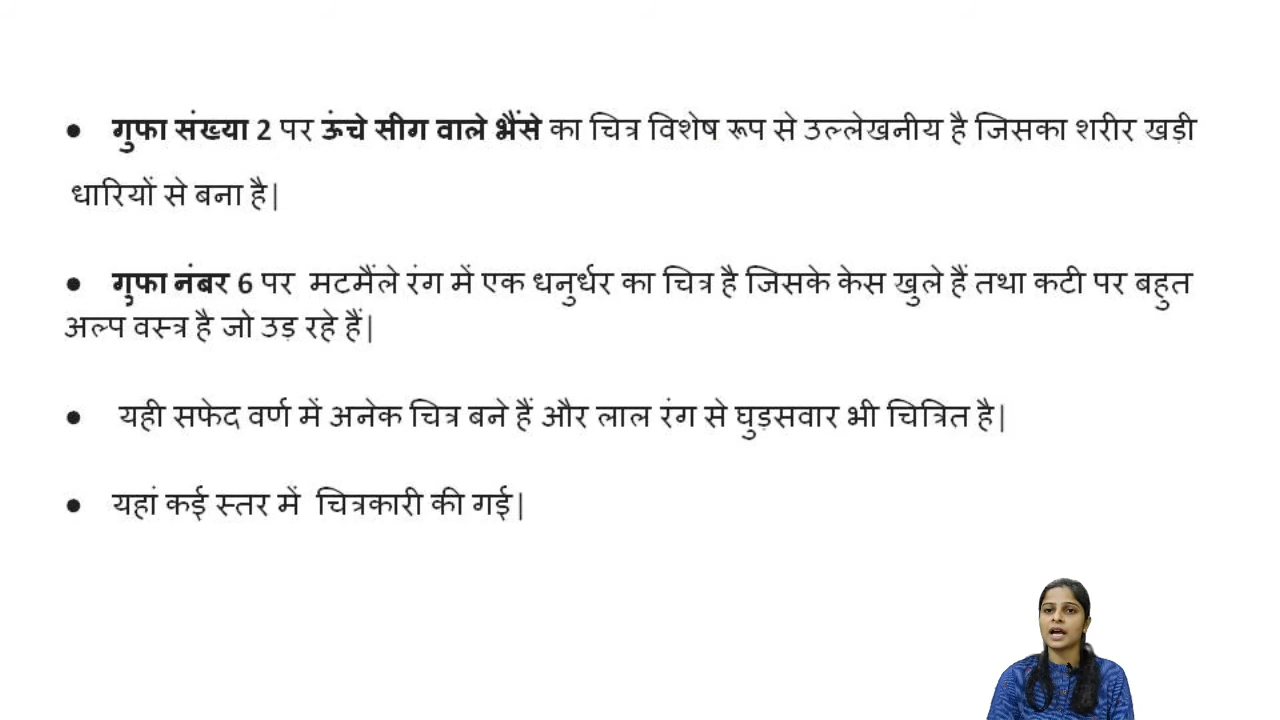 ● गुफा संख्या 2 पर ऊंचे सीग वाले भैंसे का चित्र विशेष रूप से उल्लेखनीय है जिसका शरीर खड़ी
धारियों से बना है|
● गुफा नंबर 6 पर मटमैंले रंग में एक धनुर्धर का चित्र है जिसके केस खुले हैं तथा कटी पर बहुत
अल्प वस्त्र है जो उड़ रहे हैं|
● यही सफेद वर्ण में अनेक चित्र बने हैं और लाल रंग से घुड़सवार भी चित्रित है|
● यहां कई स्तर में चित्रकारी की गई|